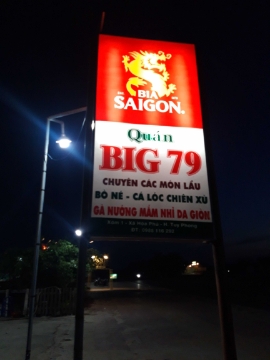 BIA
SAIGON
Quán
BIG 79
CHUYÊN CÁC MÓN LẨU
BÒ NÉ - CÁ LÓC CHIÊN XÙ
GÀ NƯỚNG MẮM NHĨ DA GIÒN